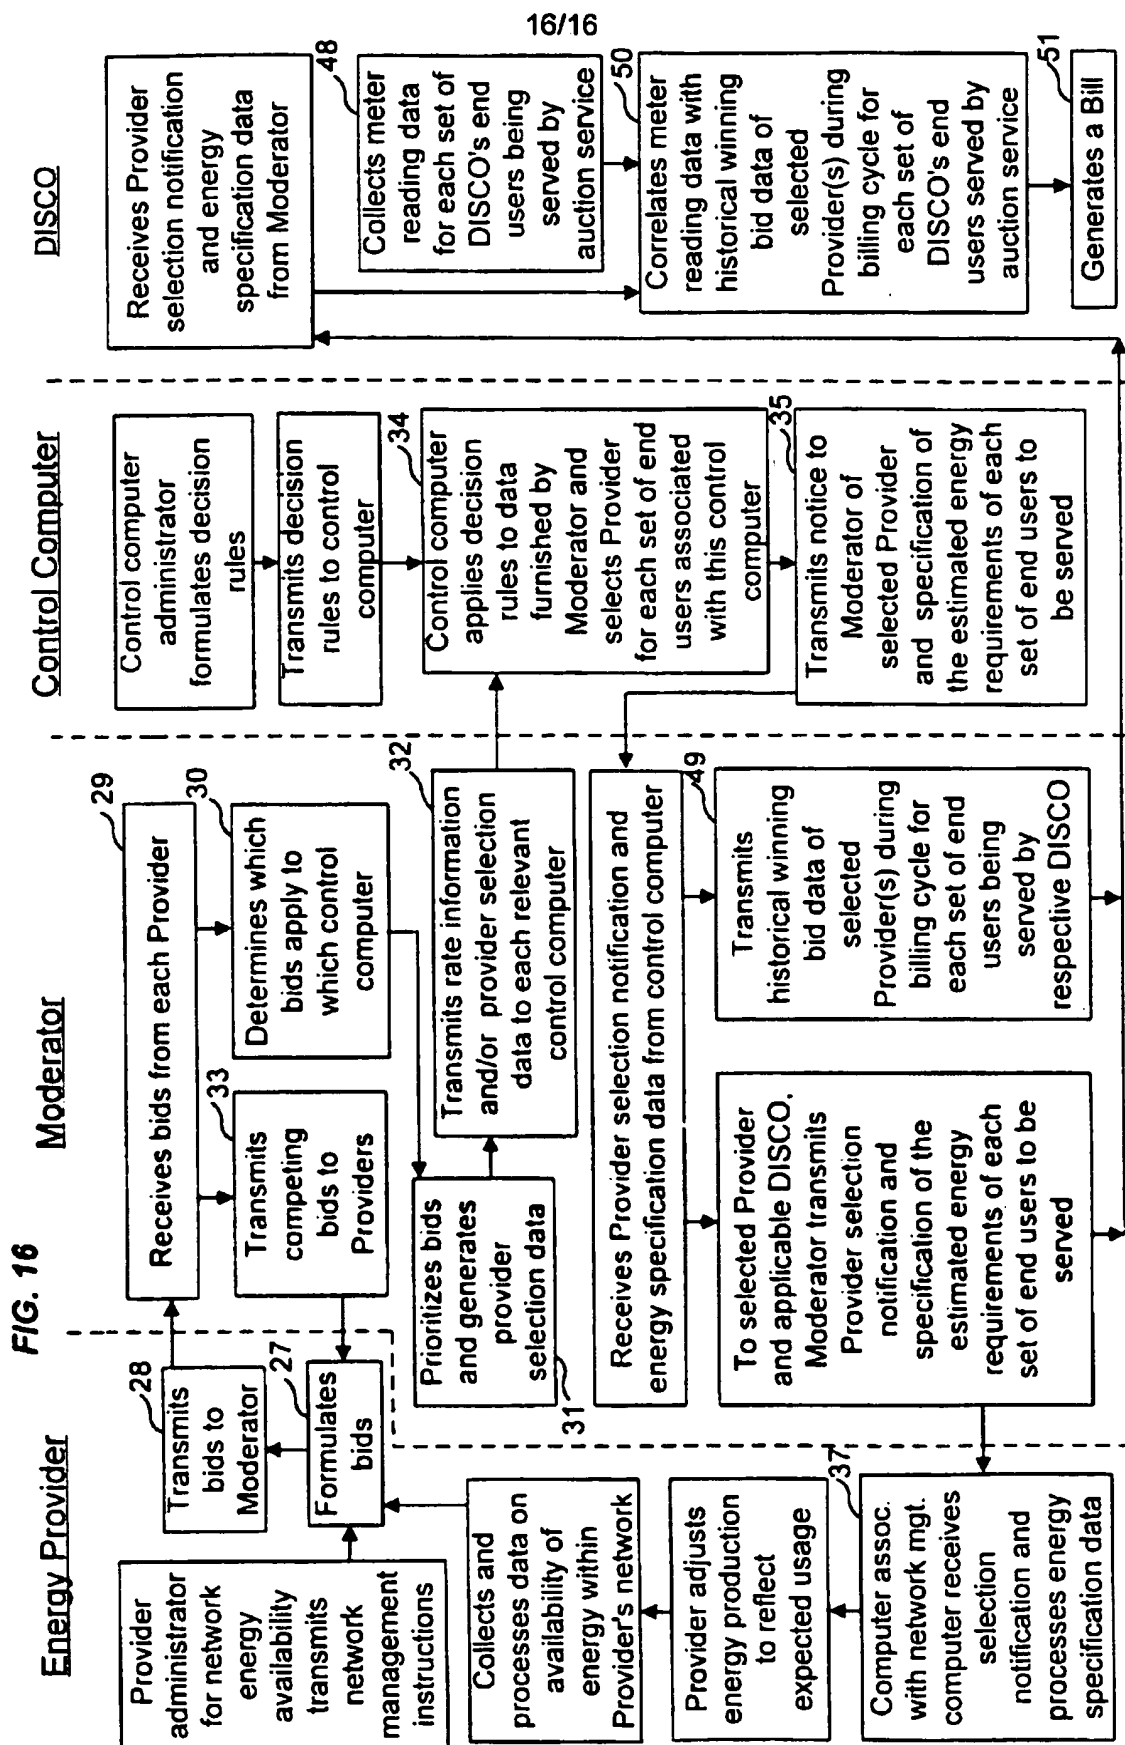 16/16
FIG. 16
Energy Provider
Provider
administrator
for network
energy
availability
transmits
network
management
instructions
28
Transmits
bids to
Moderator
27
Formulates
bids
Collects and
processes data on
availability of
energy within
Provider's network
Provider adjusts
energy production
to reflect
expected usage
37
Computer assoc.
with network mgt.
computer receives
selection
notification and
processes energy
specification data
Moderator
29
Receives bids from each Provider
33
Transmits
competing
bids to
Providers
30
Determines which
bids apply to
which control
computer
Prioritizes bids
and generates
provider
selection data
31
32
Transmits rate information
and/or provider selection
data to each relevant
control computer
Receives Provider selection notification and
energy specification data from control computer
To selected Provider
and applicable DISCO,
Moderator transmits
Provider selection
notification and
specification of the
estimated energy
requirements of each
set of end users to be
served
49
Transmits
historical winning
bid data of
selected
Provider(s) during
billing cycle for
each set of end
users being
served by
respective DISCO
Control Computer
Control computer
administrator
formulates decision
rules
Transmits decision
rules to control
computer
34
Control computer
applies decision
rules to data
furnished by
Moderator and
selects Provider
for each set of end
users associated
with this control
computer
35
Transmits notice to
Moderator of
selected Provider
and specification of
the estimated energy
requirements of each
set of end users to
be served
DISCO
Receives Provider
selection notification
and energy
specification data
from Moderator
48
Collects meter
reading data
for each set of
DISCO's end
users being
served by
auction service
50
Correlates meter
reading data with
historical winning
bid data of
selected
Provider(s) during
billing cycle for
each set of
DISCO's end
users served by
auction service
51
Generates a Bill